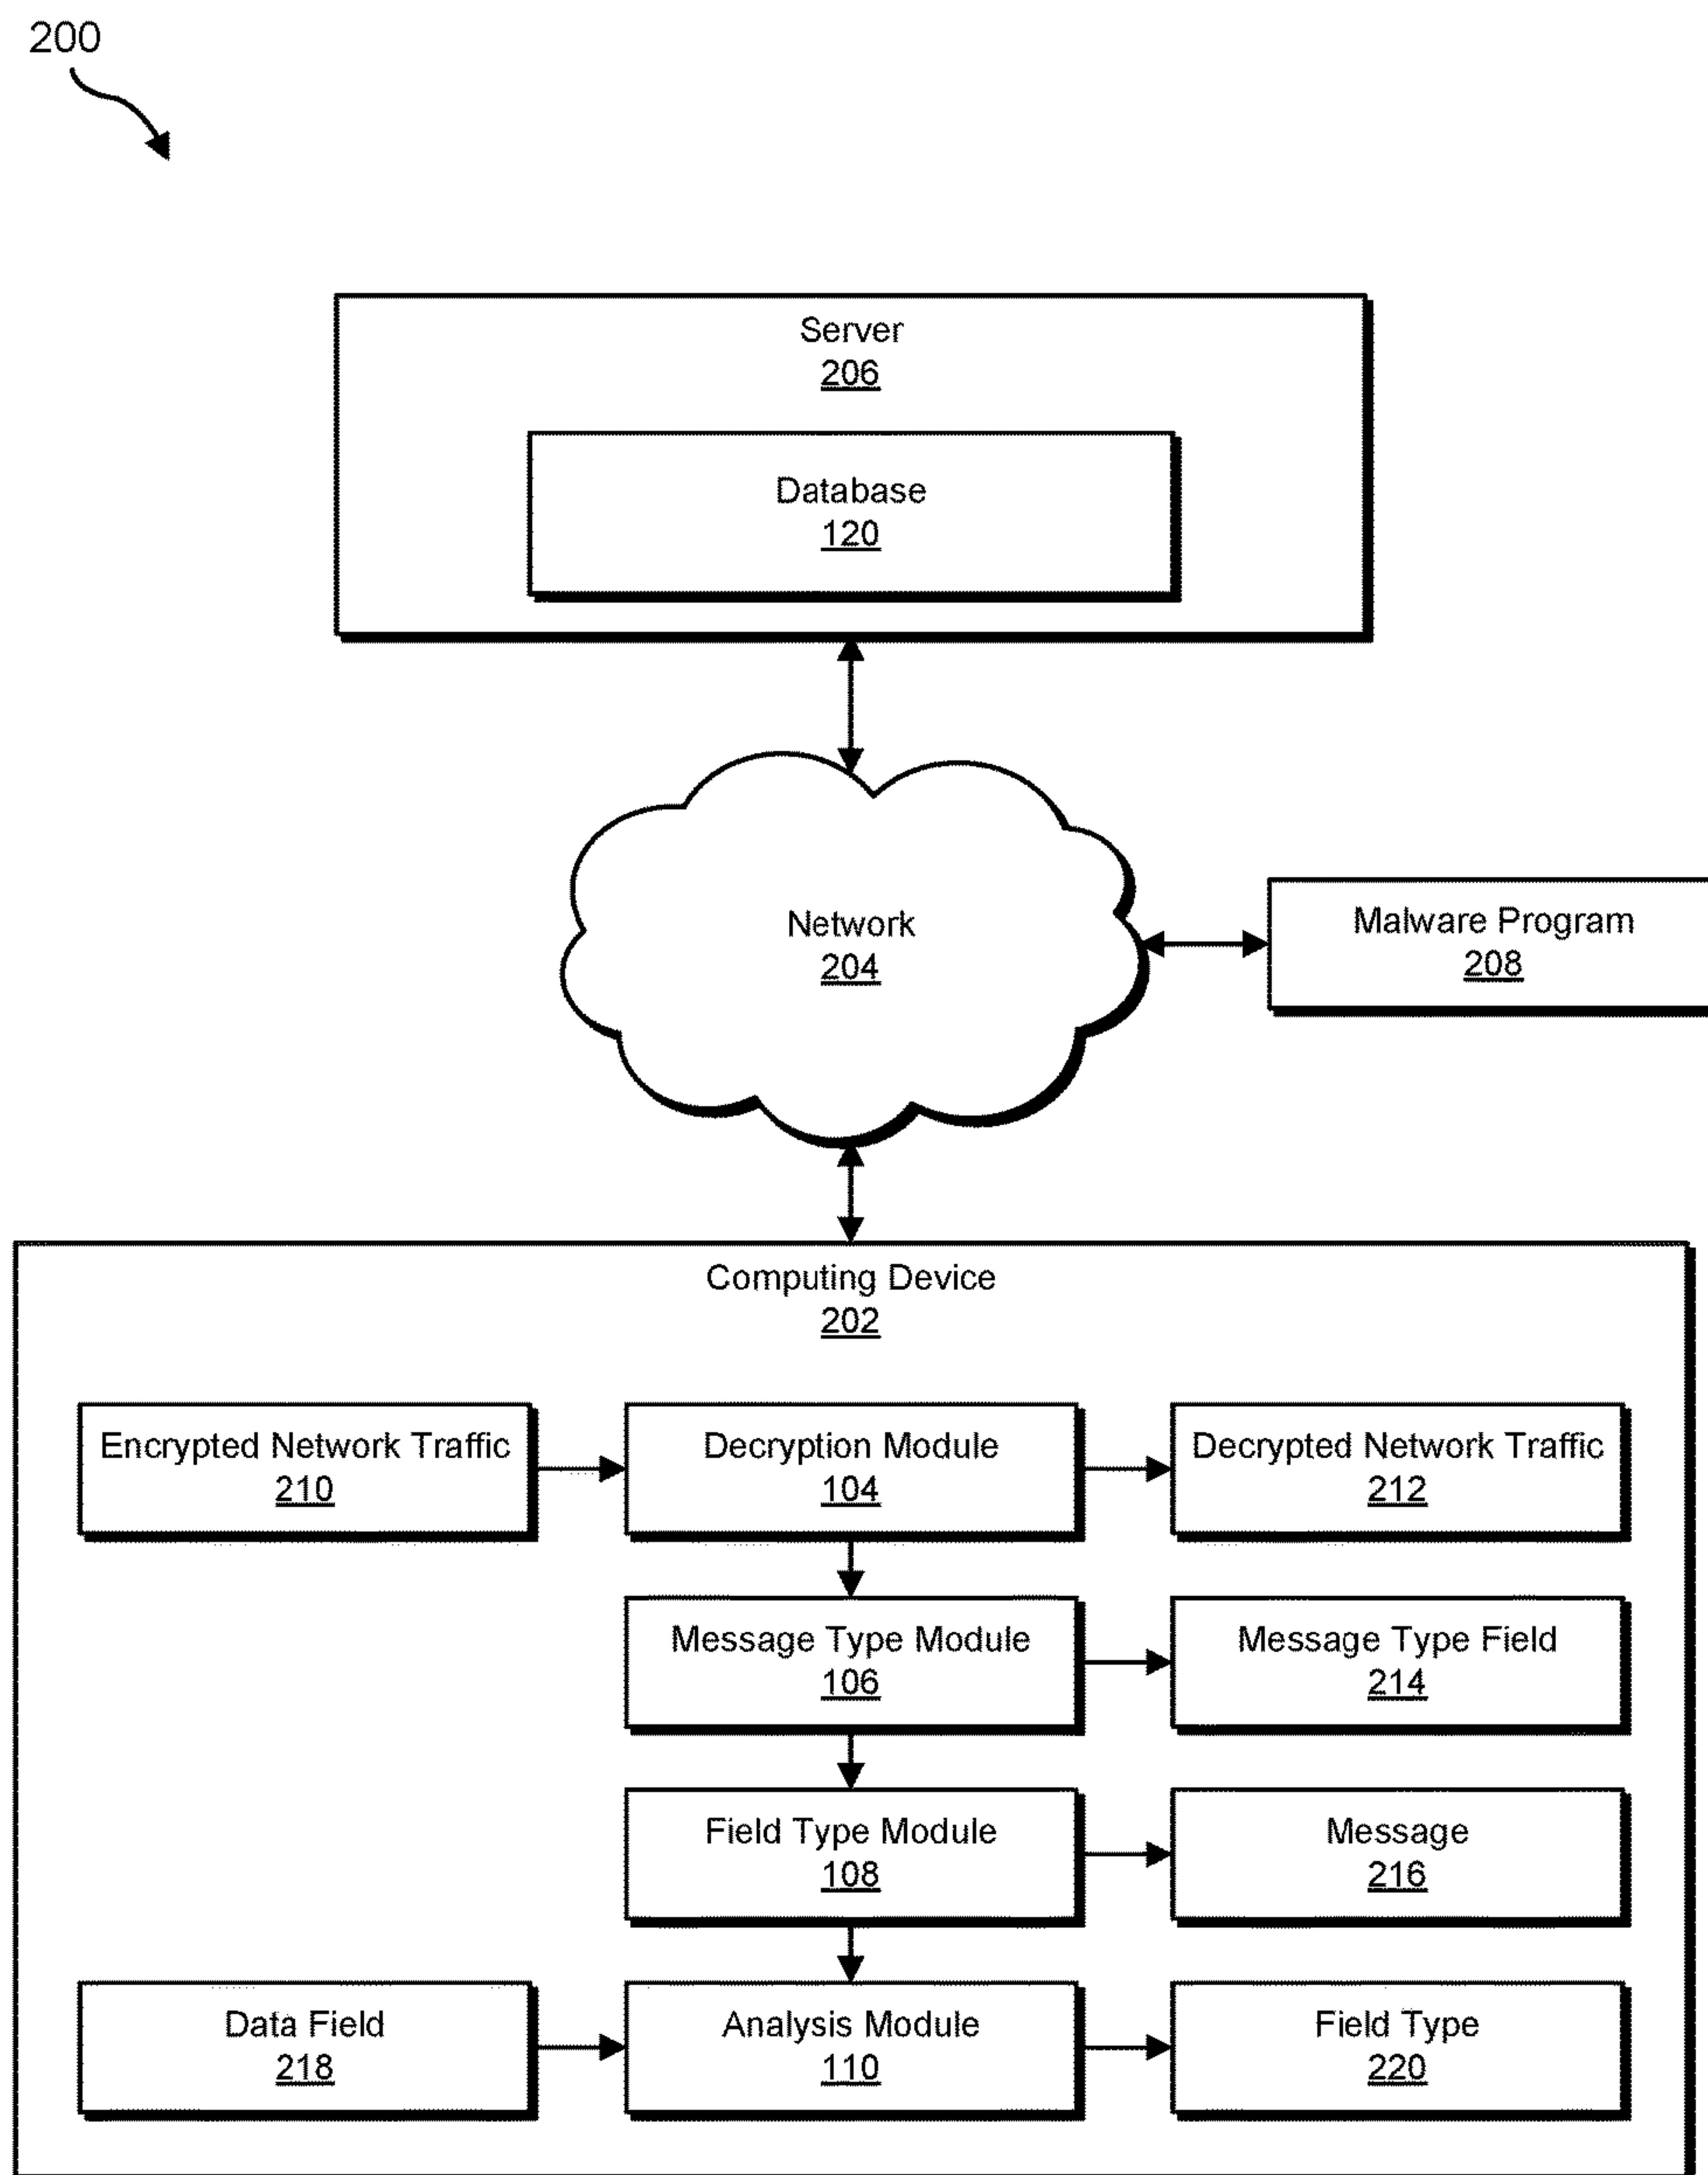 200
Server
206
Database
120
Network
204
Malware Program
208
Computing Device
202
Encrypted Network Traffic
210
Decryption Module
104
Decrypted Network Traffic
212
Message Type Module
106
Message Type Field
214
Field Type Module
108
Message
216
Data Field
218
Analysis Module
110
Field Type
220